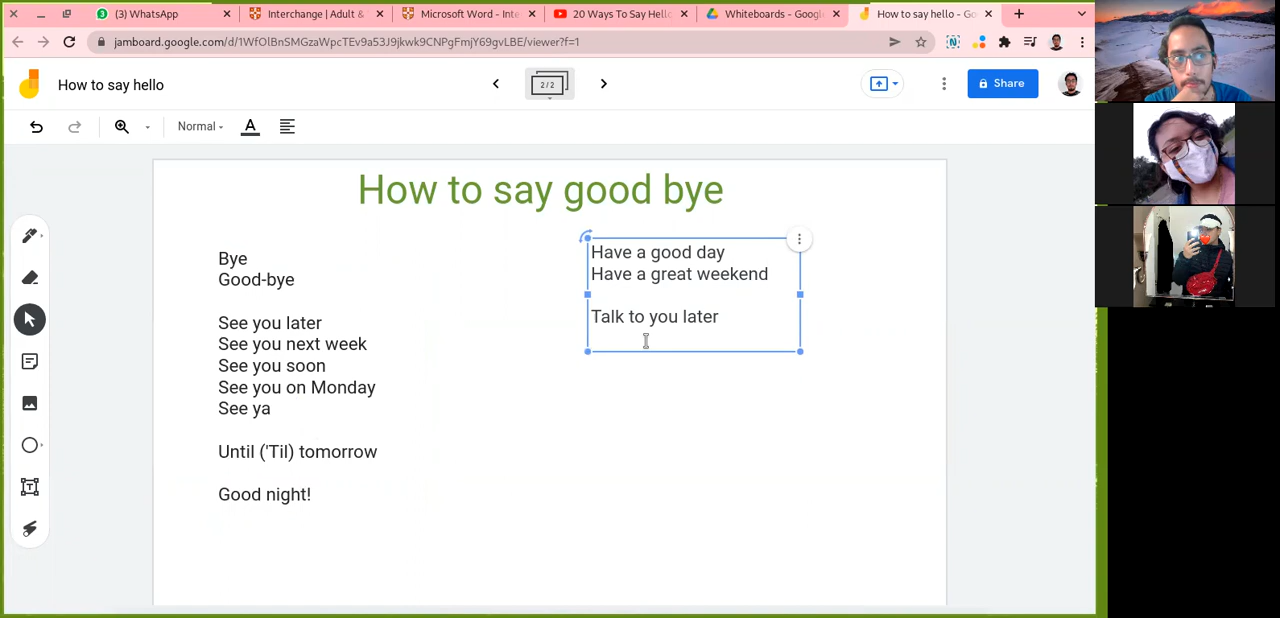 (3) WhatsApp
Interchange | Adult &
Microsoft Word - Inte
20 Ways To Say Hello
Whiteboards - Google
How to say hello - Go
jamboard.google.com/d/1WfOlBnSMGzaWpcTEv9a53J9jkwk9CNPgFmjY69gvLBE/viewer?f=1
How to say hello
2/2
Share
Normal
A
How to say good bye
Bye
Good-bye
See you later
See you next week
See you soon
See you on Monday
See ya
Until ('Til) tomorrow
Good night!
Have a good day
Have a great weekend
Talk to you later